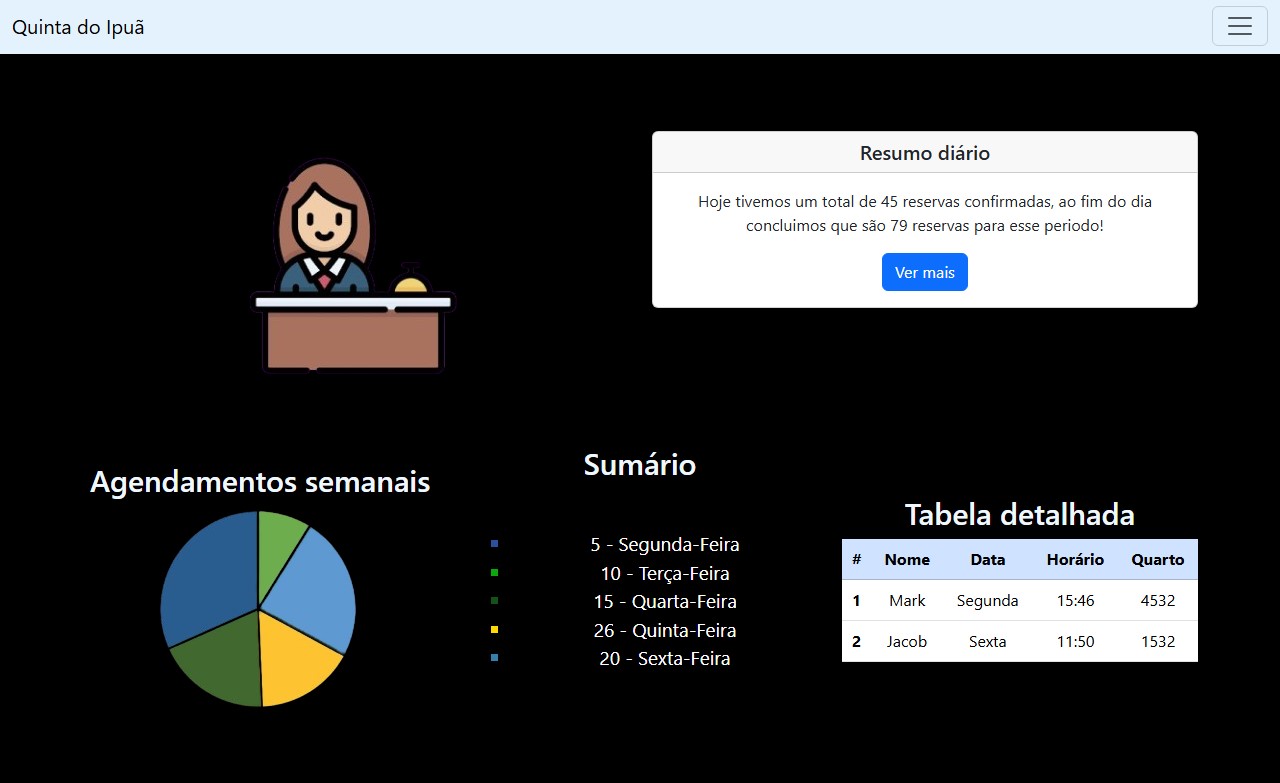 Quinta do Ipuã
Resumo diário
Hoje tivemos um total de 45 reservas confirmadas, ao fim do dia
concluimos que são 79 reservas para esse periodo!
Ver mais
Agendamentos semanais
Sumário
5 - Segunda-Feira
10 - Terça-Feira
15 - Quarta-Feira
26 - Quinta-Feira
20 - Sexta-Feira
Tabela detalhada
# Nome Data Horário Quarto
1 Mark Segunda 15:46 4532
2 Jacob Sexta 11:50 1532